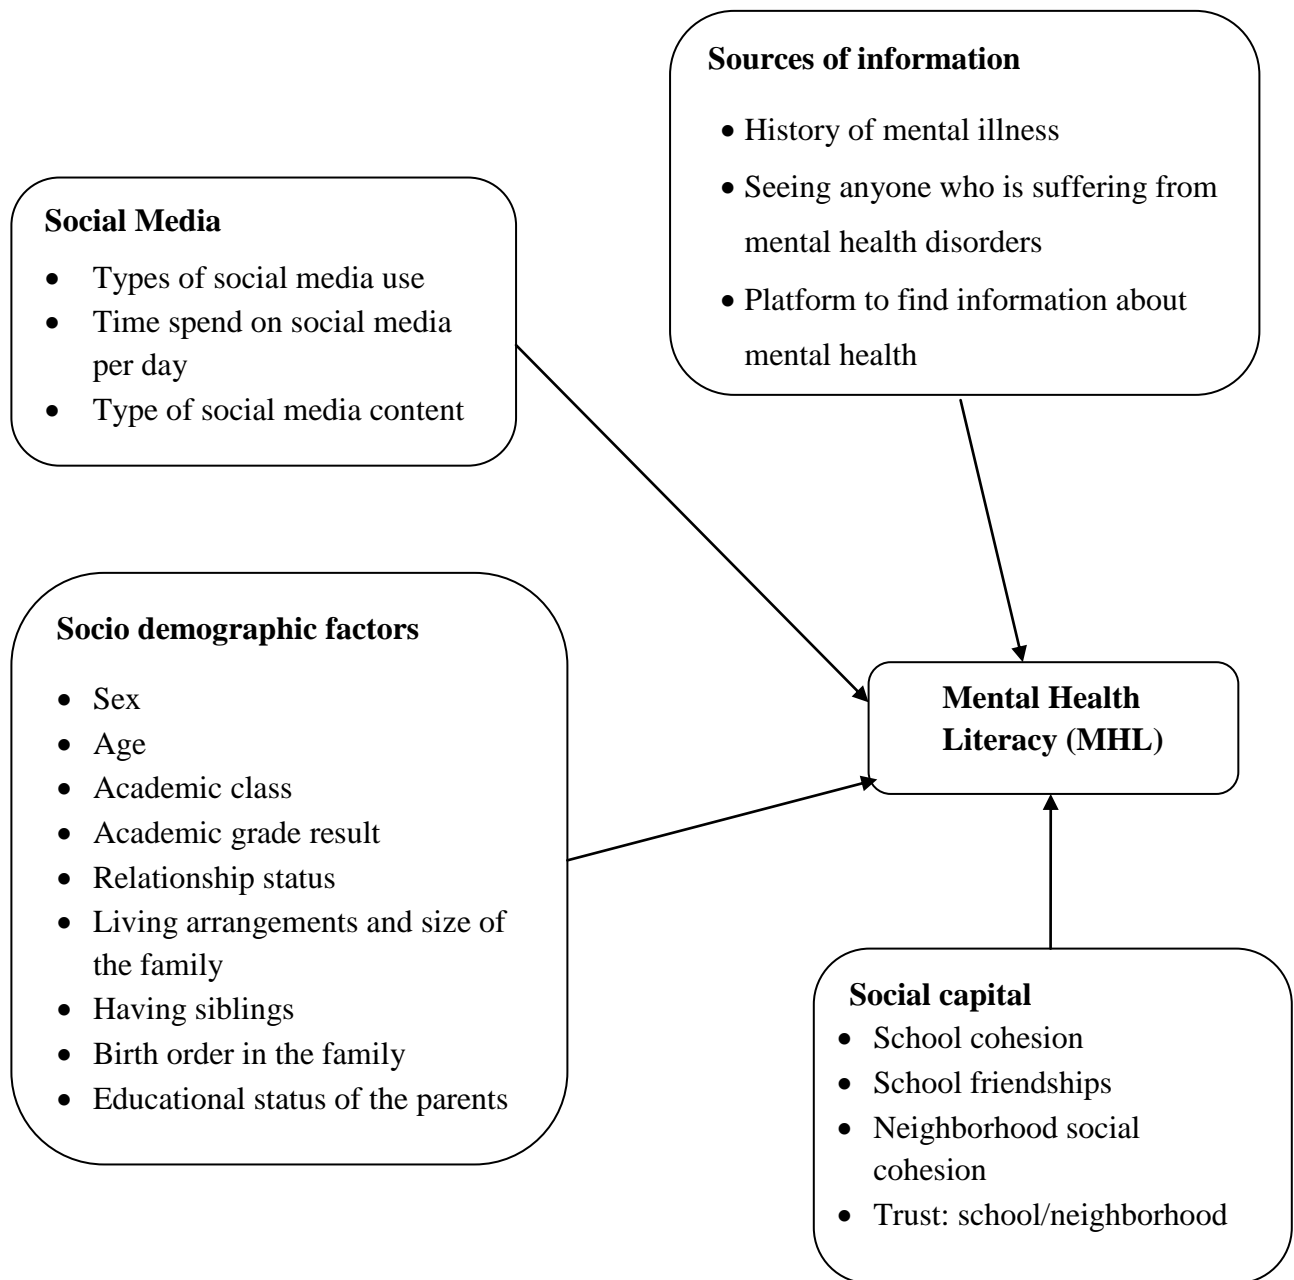 Sources of information
• History of mental illness
• Seeing anyone who is suffering from
mental health disorders
• Platform to find information about
mental health
Social Media
• Types of social media use
• Time spend on social media
per day
• Type of social media content
Socio demographic factors
• Sex
• Age
• Academic class
• Academic grade result
• Relationship status
• Living arrangements and size of
the family
• Having siblings
• Birth order in the family
• Educational status of the parents
Mental Health
Literacy (MHL)
Social capital
• School cohesion
• School friendships
• Neighborhood social
cohesion
• Trust: school/neighborhood